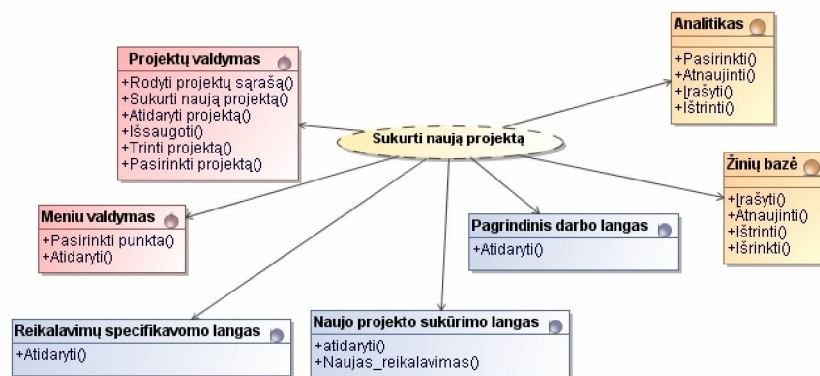 Analitikas
+Pasirinkti()
+Atnaujinti()
+Įrašyti()
+Ištrinti()
Projektų valdymas
+Rodyti projektų sąrašą()
+Sukurti naują projektą()
+Atidaryti projektą()
+Išsaugoti()
+Trinti projektą()
+Pasirinkti projektą()
Sukurti naują projektą
Žinių bazė
+Įrašyti()
+Atnaujinti()
+Ištrinti()
+Išrinkti()
Meniu valdymas
+Pasirinkti punkta()
+Atidaryti()
Pagrindinis darbo langas
+Atidaryti()
Reikalavimų specifikavomo langas
+Atidaryti()
Naujo projekto sukūrimo langas
+atidaryti()
+Naujas_reikalavimas()